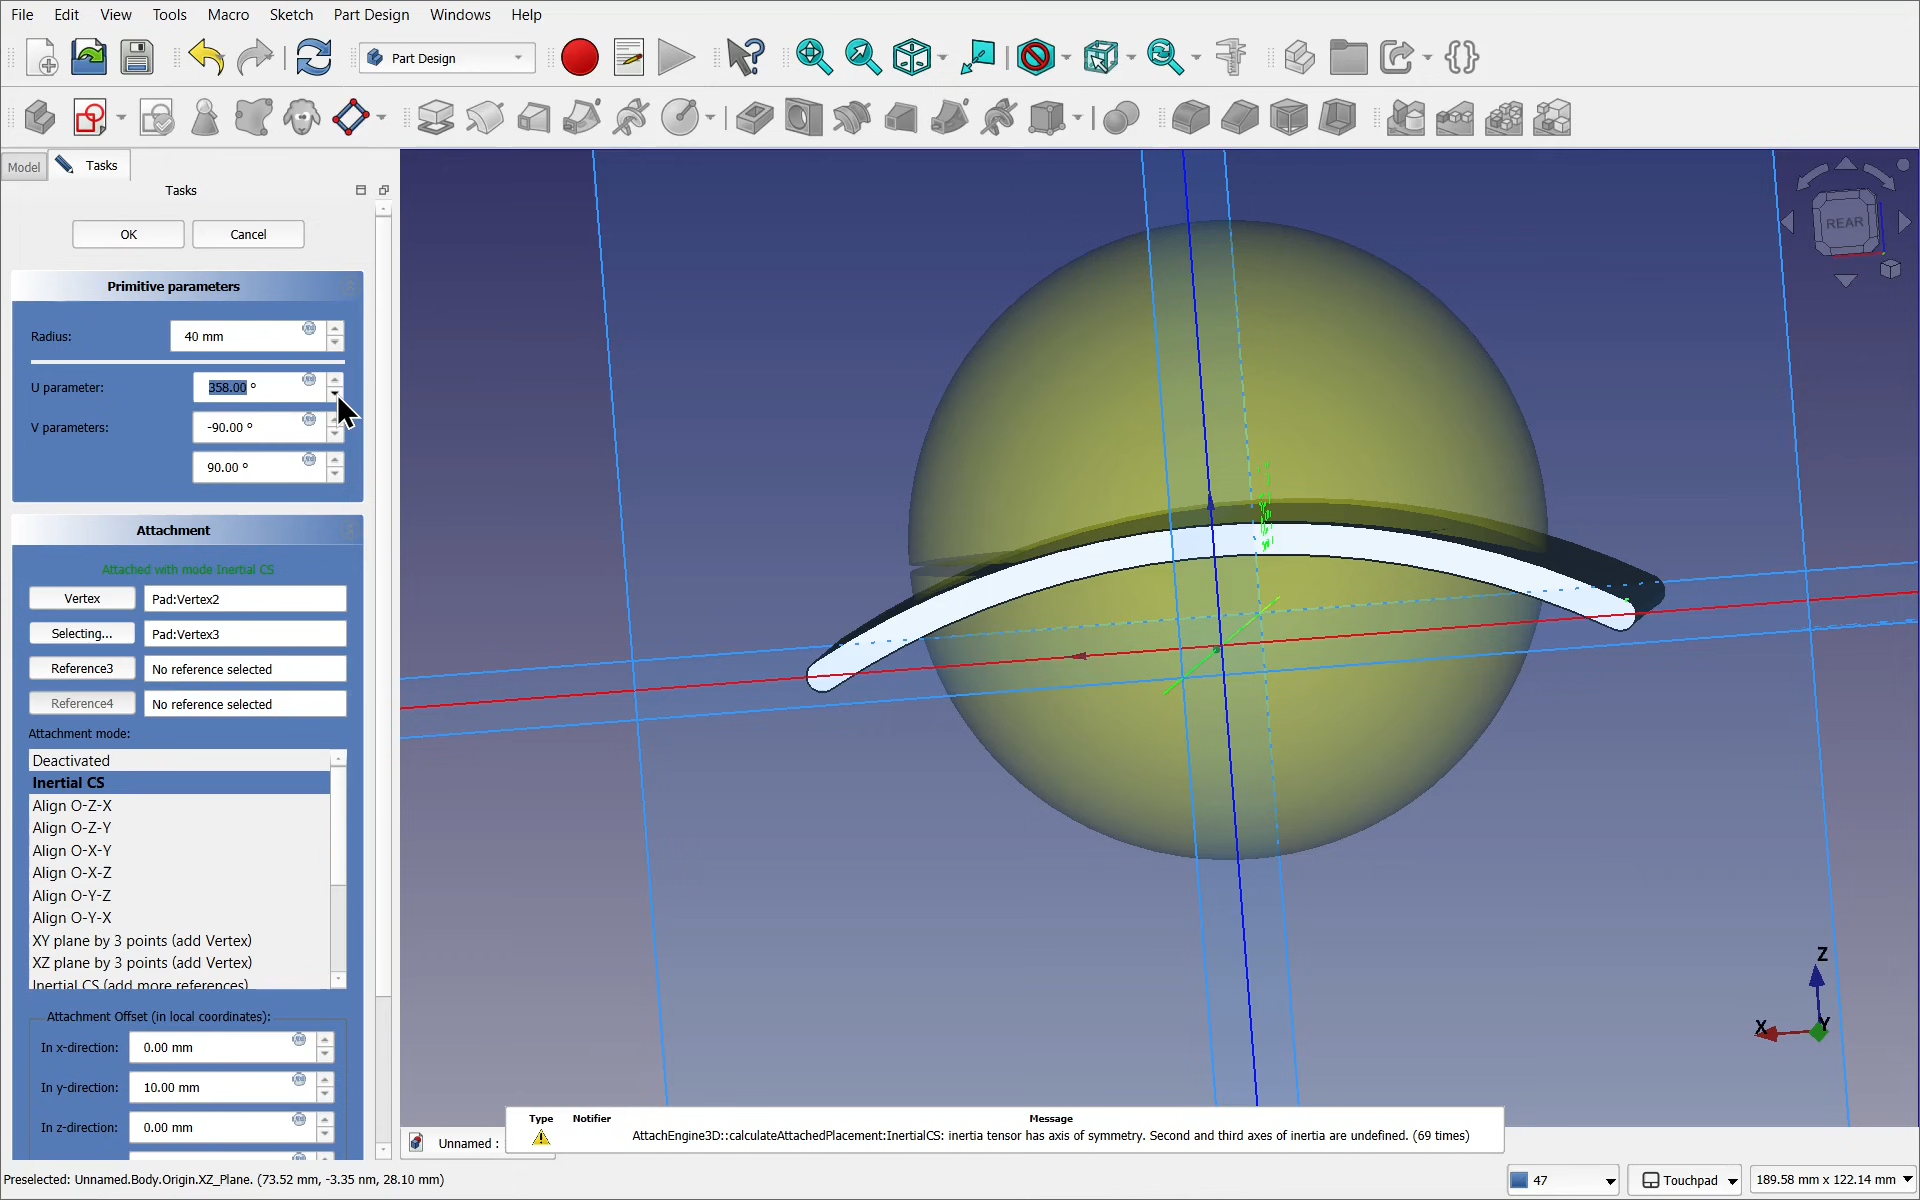 File Edit View Tools Macro Sketch Part Design Windows Help
Part Design
Model Tasks
Tasks
OK Cancel
Primitive parameters
Radius: 40 mm
U parameter: 358.00 °
V parameters: -90.00 °
90.00 °
Attachment
Attached with mode Inertial CS
Vertex Pad:Vertex2
Selecting... Pad:Vertex3
Reference3 No reference selected
Reference4 No reference selected
Attachment mode:
Deactivated
Inertial CS
Align O-Z-X
Align O-Z-Y
Align O-X-Y
Align O-X-Z
Align O-Y-Z
Align O-Y-X
XY plane by 3 points (add Vertex)
XZ plane by 3 points (add Vertex)
Inertial CS (add more references)
Attachment Offset (in local coordinates):
In x-direction: 0.00 mm
In y-direction: 10.00 mm
In z-direction: 0.00 mm
REAR
Z
X Y
Unnamed :
Type Notifier Message
AttachEngine3D::calculateAttachedPlacement:InertialCS: inertia tensor has axis of symmetry. Second and third axes of inertia are undefined. (69 times)
Preselected: Unnamed.Body.Origin.XZ_Plane. (73.52 mm, -3.35 nm, 28.10 mm)
47 Touchpad 189.58 mm x 122.14 mm